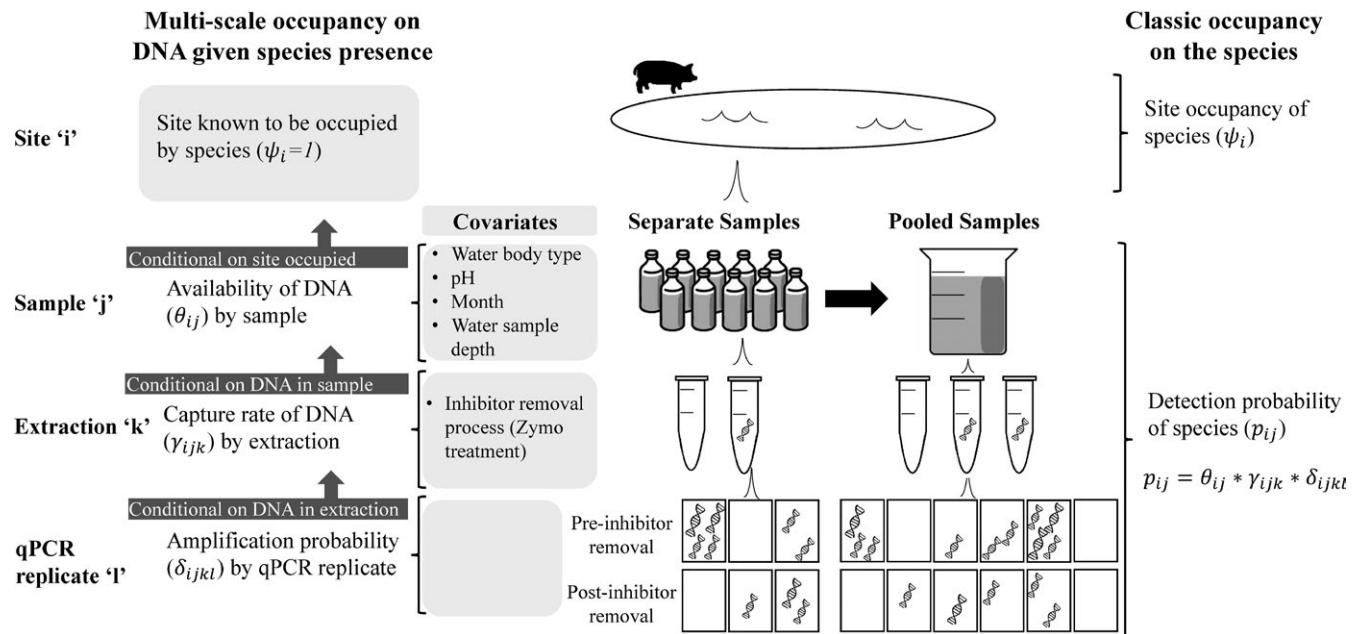 Multi-scale occupancy on
DNA given species presence
Classic occupancy
on the species
Site ‘i’
Site known to be occupied
by species (ψᵢ=1)
Site occupancy of
species (ψᵢ)
Covariates
Separate Samples
Pooled Samples
Conditional on site occupied
Sample ‘j’
Availability of DNA
(θᵢⱼ) by sample
• Water body type
• pH
• Month
• Water sample
depth
Conditional on DNA in sample
Extraction ‘k’
Capture rate of DNA
(γᵢⱼₖ) by extraction
• Inhibitor removal
process (Zymo
treatment)
Detection probability
of species (pᵢⱼ)
pᵢⱼ = θᵢⱼ * γᵢⱼₖ * δᵢⱼₖₗ
Conditional on DNA in extraction
qPCR
replicate ‘l’
Amplification probability
(δᵢⱼₖₗ) by qPCR replicate
Pre-inhibitor
removal
Post-inhibitor
removal